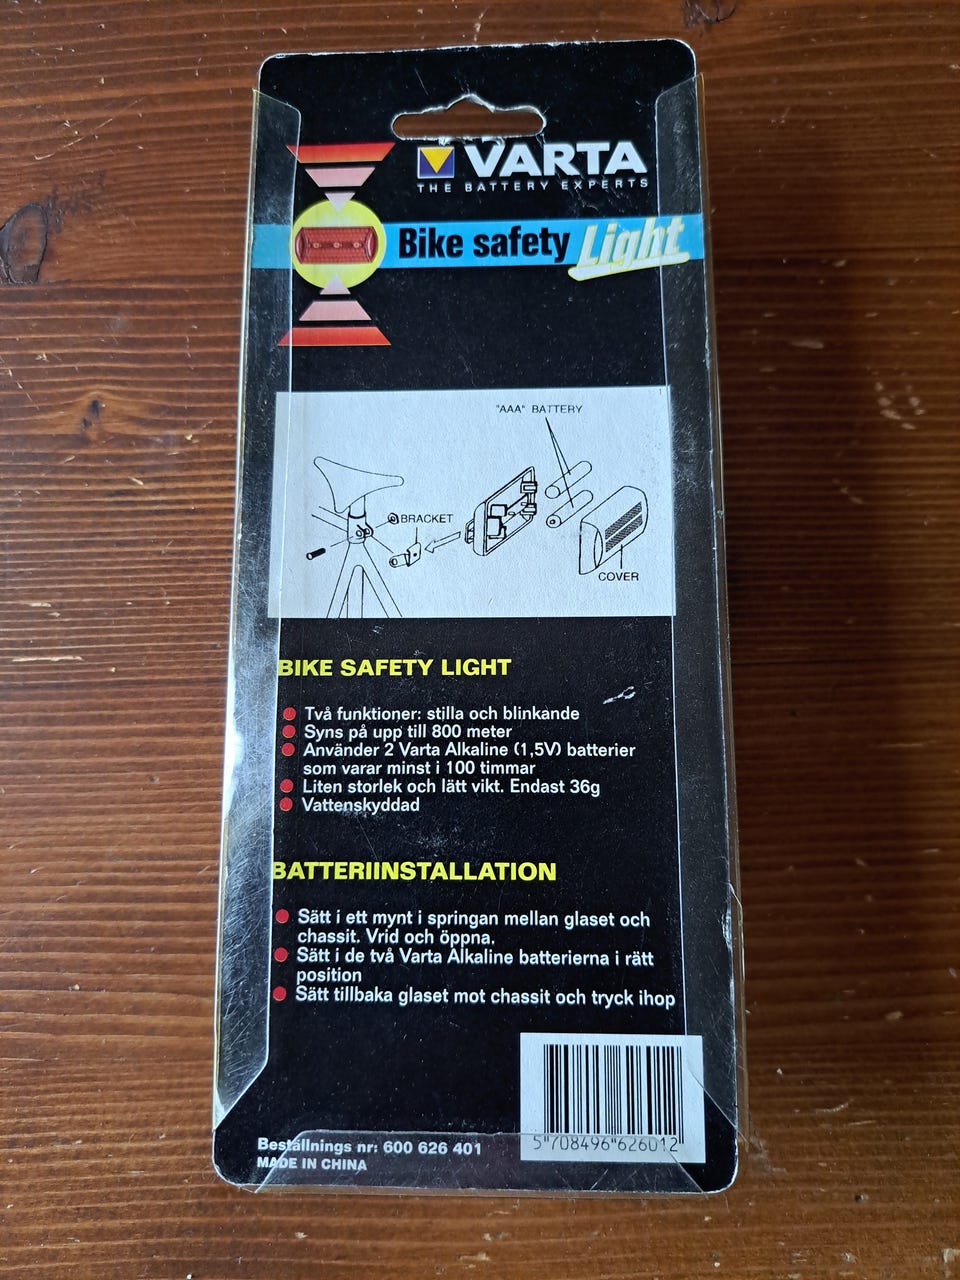 VARTA
THE BATTERY EXPERTS
Bike safety Light
1
"AAA" BATTERY
BRACKET
COVER
BIKE SAFETY LIGHT
Två funktioner: stilla och blinkande
Syns på upp till 800 meter
Använder 2 Varta Alkaline (1,5V) batterier
som varar minst i 100 timmar
Liten storlek och lätt vikt. Endast 36g
Vattenskyddad
BATTERIINSTALLATION
Sätt i ett mynt i springan mellan glaset och
chassit. Vrid och öppna.
Sätt i de två Varta Alkaline batterierna i rätt
position
Sätt tillbaka glaset mot chassit och tryck ihop
5"708496"626012"
Beställnings nr: 600 626 401
MADE IN CHINA